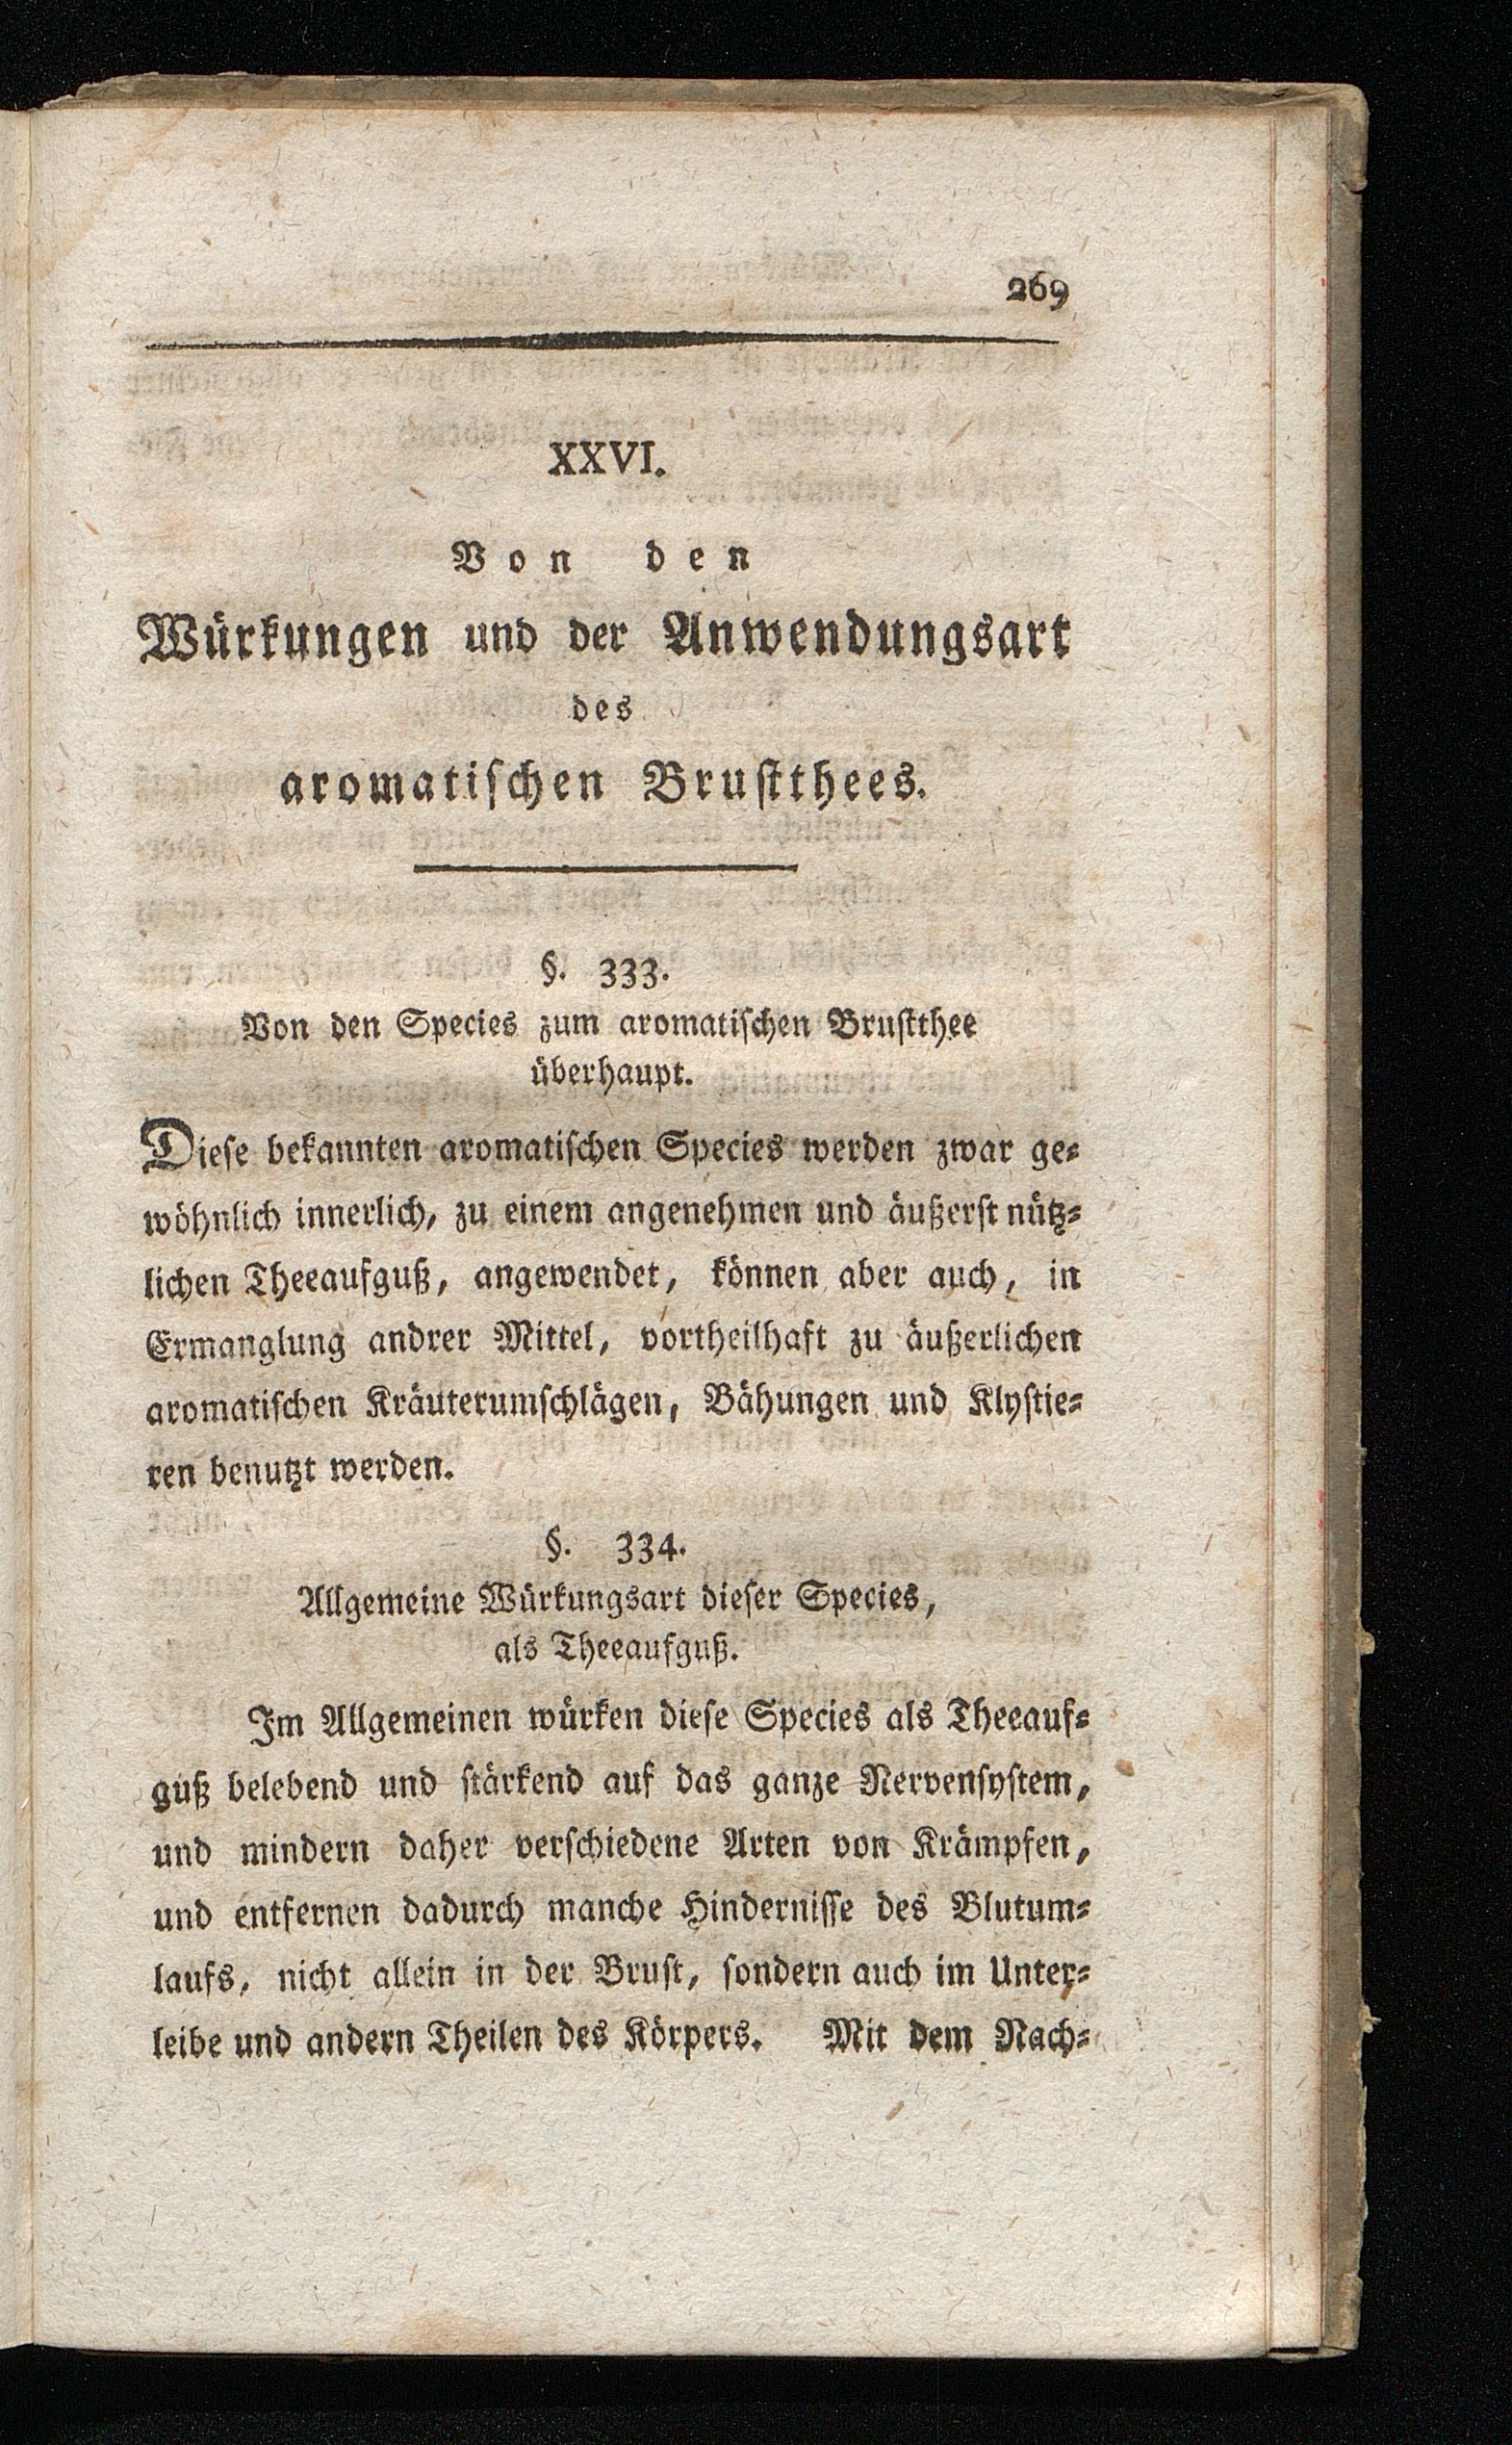 269
XXVI.
Von den
Würkungen und der Anwendungsart
des
aromatiſchen Bruſtthees.
§. 333.
Von den Species zum aromatiſchen Bruſtthee
überhaupt.
Dieſe bekannten aromatiſchen Species werden zwar ge⸗
wöhnlich innerlich, zu einem angenehmen und äußerſt nütz⸗
lichen Theeaufguß, angewendet, können aber auch, in
Ermanglung andrer Mittel, vortheilhaft zu äußerlichen
aromatiſchen Kräuterumſchlägen, Bähungen und Klyſtie⸗
ren benutzt werden.
§. 334.
Allgemeine Würkungsart dieſer Species,
als Theeaufguß.
Im Allgemeinen würken dieſe Species als Theeauf⸗
guß belebend und ſtärkend auf das ganze Nervenſyſtem,
und mindern daher verſchiedene Arten von Krämpfen,
und entfernen dadurch manche Hinderniſſe des Blutum⸗
laufs, nicht allein in der Bruſt, ſondern auch im Unter⸗
leibe und andern Theilen des Körpers. Mit dem Nach⸗